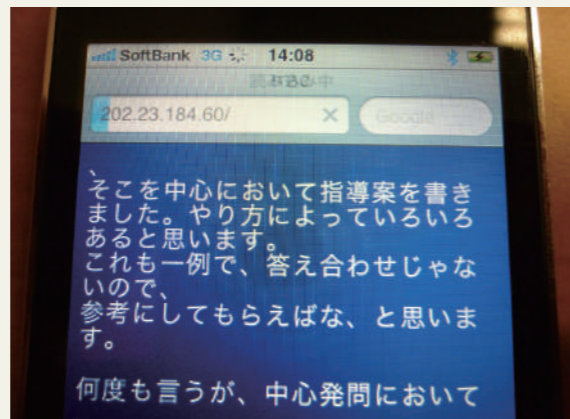 SoftBank 3G 14:08
202.23.184.60/
Google
、
そこを中心において指導案を書き
ました。やり方によっていろいろ
あると思います。
これも一例で、答え合わせじゃな
いので、
参考にしてもらえばな、と思いま
す。
何度も言うが、中心発問において